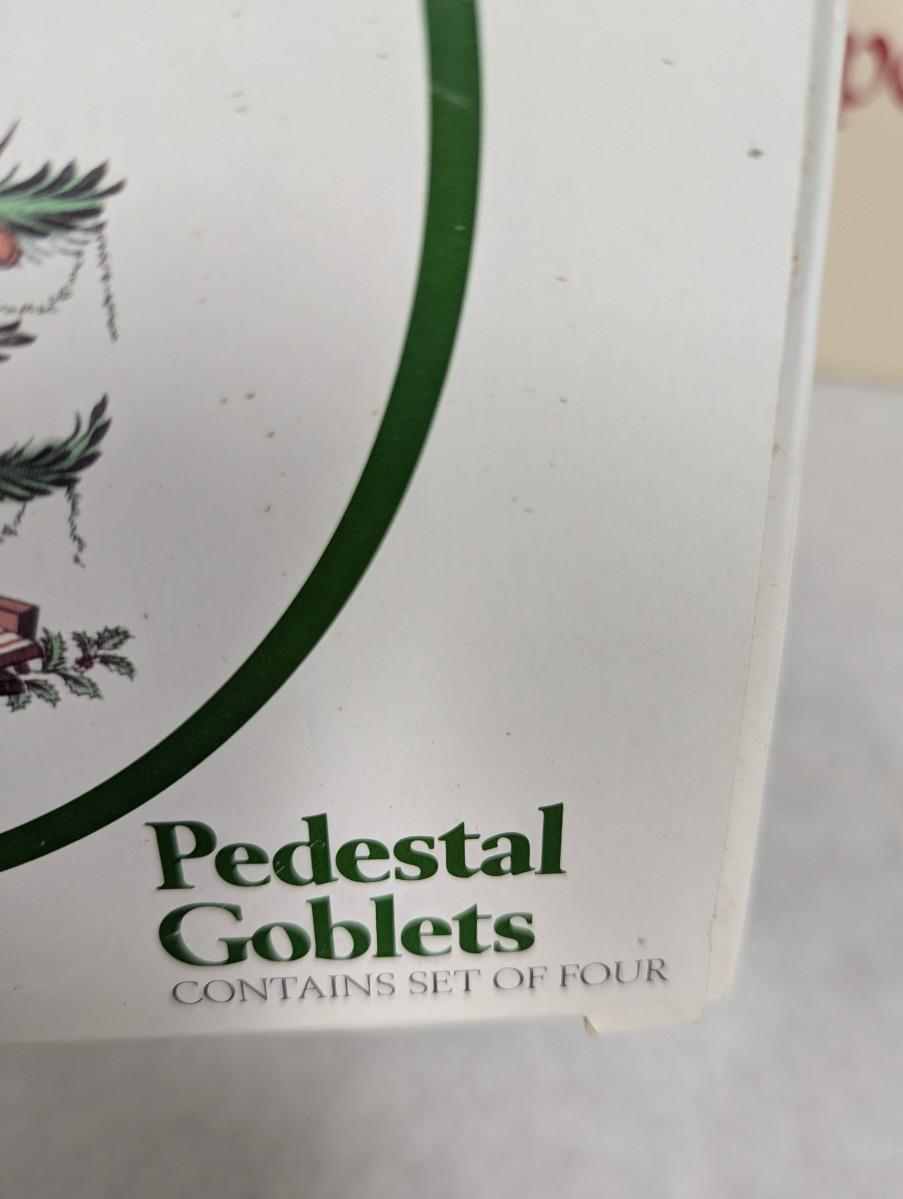 Pedestal
Goblets
CONTAINS SET OF FOUR